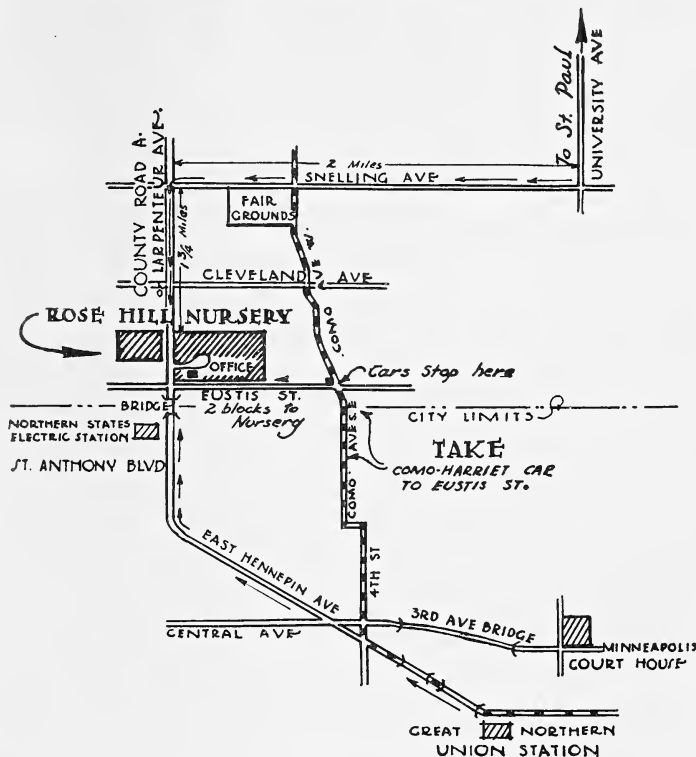 To St. Paul
UNIVERSITY AVE
COUNTY ROAD A.
or LARPENTEUR AVE.
2 Miles
SNELLING AVE
FAIR
GROUNDS
1 3/4 Miles
CLEVELAND AVE
COMO AVE W.
ROSE HILL NURSERY
OFFICE
Cars Stop here
EUSTIS ST.
2 blocks to
Nursery
BRIDGE
CITY LIMITS
NORTHERN STATES
ELECTRIC STATION
ST. ANTHONY BLVD
COMO AVE S.E
TAKE
COMO-HARRIET CAR
TO EUSTIS ST.
EAST HENNEPIN AVE
4TH ST
3RD AVE BRIDGE
CENTRAL AVE
MINNEAPOLIS
COURT HOUSE
GREAT NORTHERN
UNION STATION